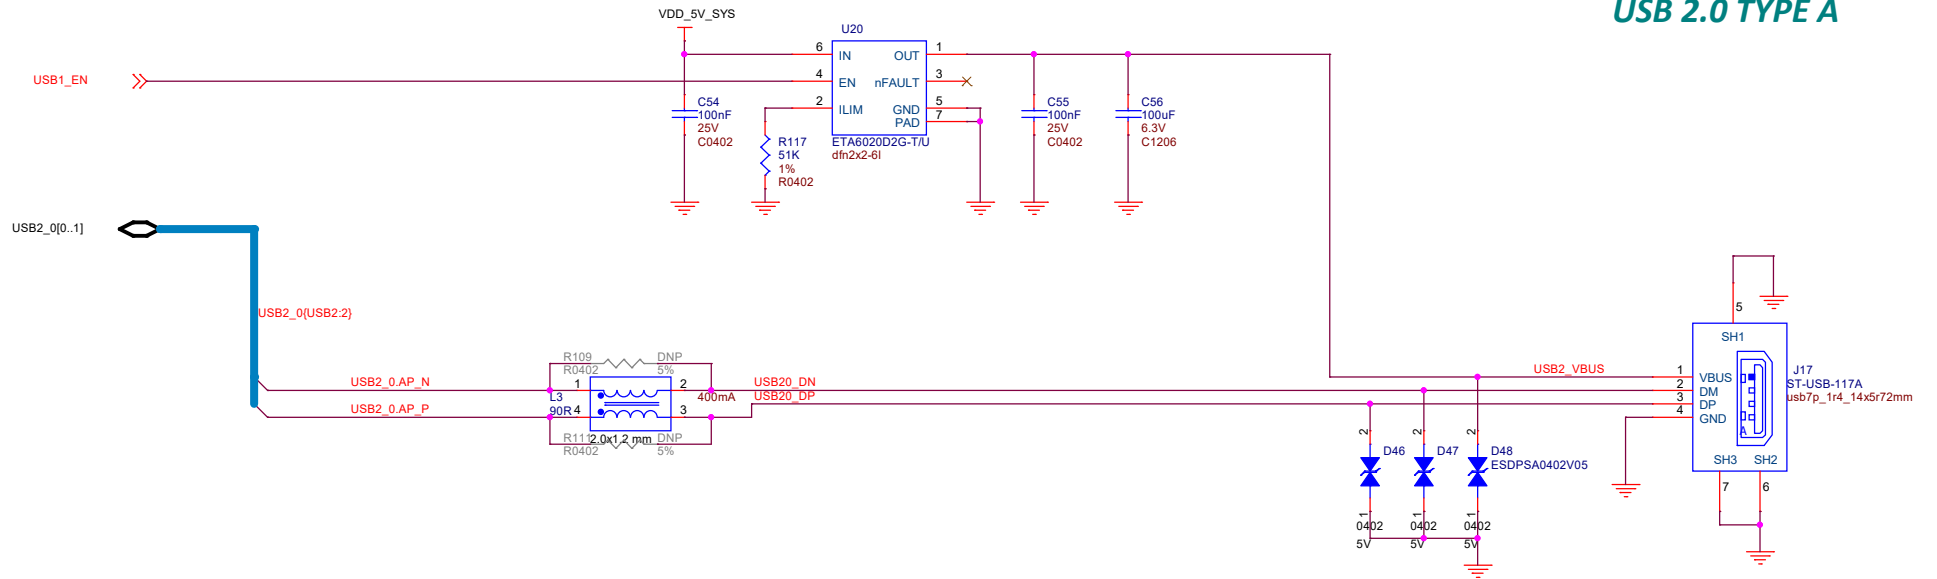 USB 2.0 TYPE A
VDD_5V_SYS
U20
6
IN
OUT
1
USB1_EN
4
EN
nFAULT
3
2
ILIM
GND
5
PAD
7
ETA6020D2G-T/U
dfn2x2-6l
C54
100nF
25V
C0402
R117
51K
1%
R0402
C55
100nF
25V
C0402
C56
100uF
6.3V
C1206
USB2_0[0..1]
USB2_0{USB2:2}
R109
DNP
R0402
5%
USB2_0.AP_N
1
2
USB20_DN
L3
400mA
USB20_DP
USB2_0.AP_P
90R
4
3
R111
2.0x1.2 mm
DNP
R0402
5%
USB2_VBUS
5
SH1
1
VBUS
2
DM
3
DP
4
GND
A
J17
ST-USB-117A
usb7p_1r4_14x5r72mm
SH3
SH2
7
6
2
2
2
D46
D47
D48
ESDPSA0402V05
1
1
1
0402
0402
0402
5V
5V
5V